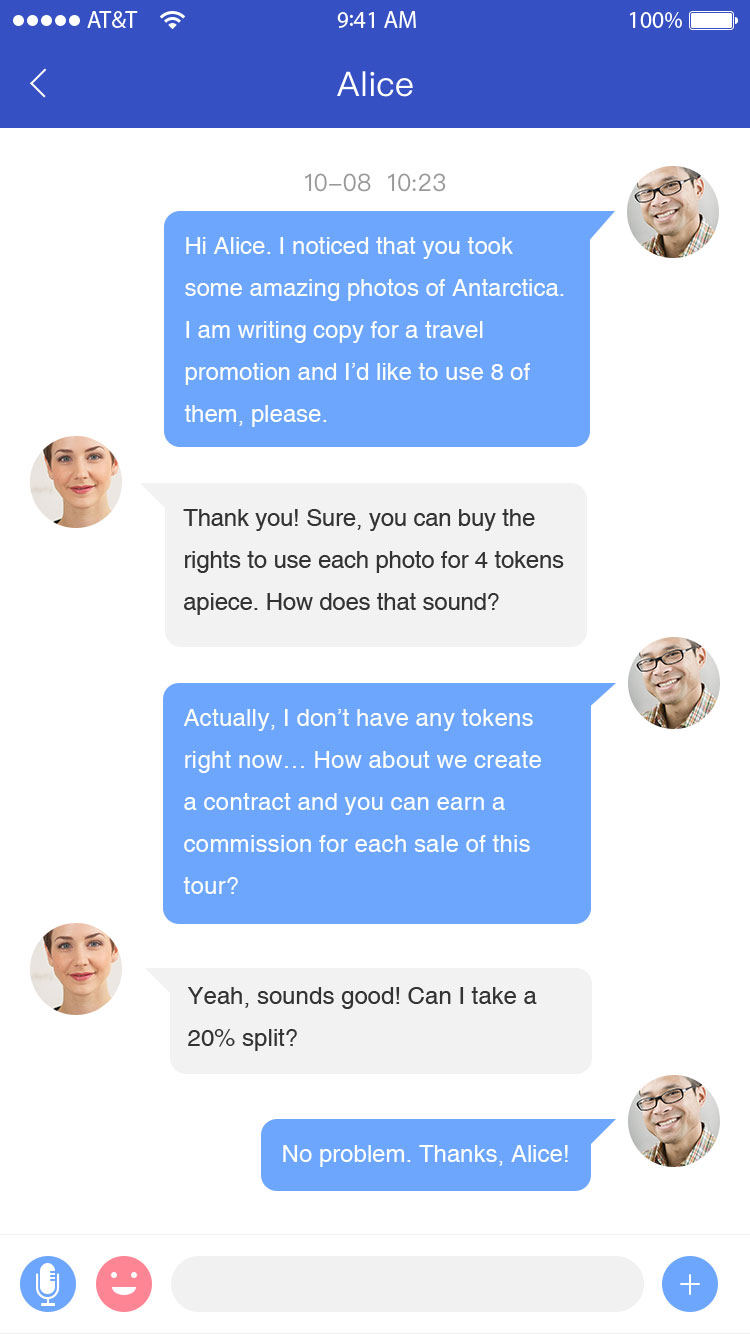 AT&T 9:41 AM 100%
Alice
10–08 10:23
Hi Alice. I noticed that you took
some amazing photos of Antarctica.
I am writing copy for a travel
promotion and I’d like to use 8 of
them, please.
Thank you! Sure, you can buy the
rights to use each photo for 4 tokens
apiece. How does that sound?
Actually, I don’t have any tokens
right now… How about we create
a contract and you can earn a
commission for each sale of this
tour?
Yeah, sounds good! Can I take a
20% split?
No problem. Thanks, Alice!